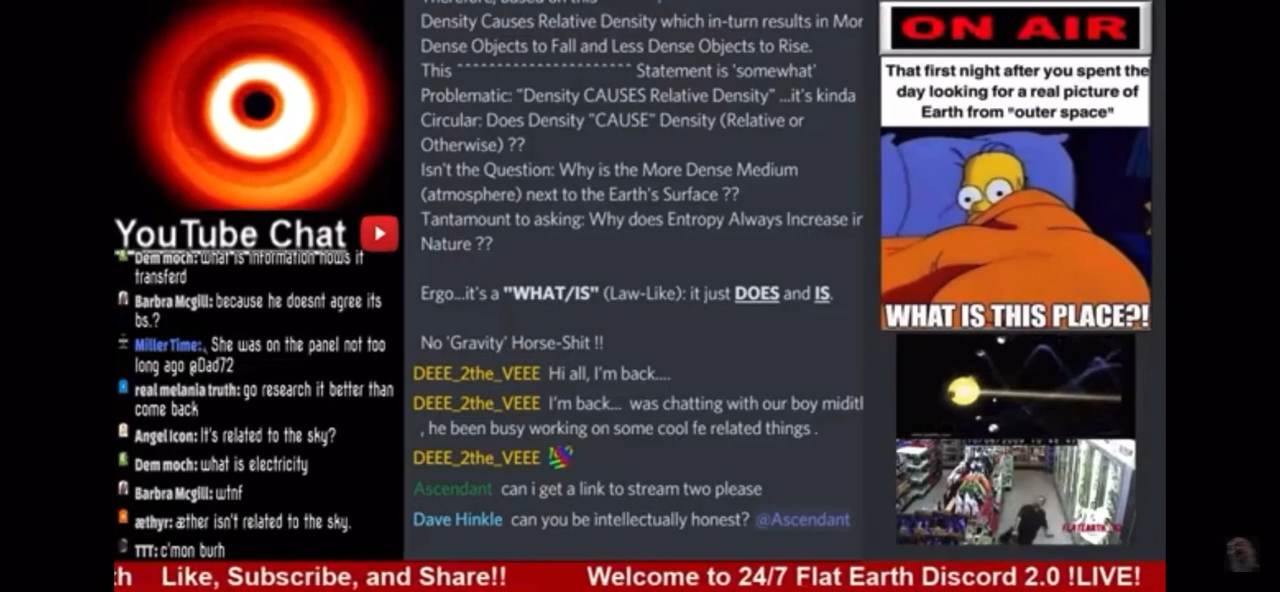 YouTube Chat
Dem moch: what is information hows it
transferd
Barbra Mcgill: because he doesnt agree its
bs.?
MillerTime:, She was on the panel not too
long ago @Dad72
real melania truth: go research it better than
come back
Angel Icon: It's related to the sky?
Dem moch: what is electricity
Barbra Mcgill: wtnf
æthyr: æther isn't related to the sky.
TTT: c'mon burh
Density Causes Relative Density which in-turn results in Mor
Dense Objects to Fall and Less Dense Objects to Rise.
This ^^^^^^^^^^^^^^^^^^^^^^ Statement is 'somewhat'
Problematic: "Density CAUSES Relative Density" ...it's kinda
Circular: Does Density "CAUSE" Density (Relative or
Otherwise) ??
Isn't the Question: Why is the More Dense Medium
(atmosphere) next to the Earth's Surface ??
Tantamount to asking: Why does Entropy Always Increase ir
Nature ??
Ergo...it's a "WHAT/IS" (Law-Like): it just DOES and IS.
No 'Gravity' Horse-Shit !!
DEEE_2the_VEEE Hi all, I'm back....
DEEE_2the_VEEE I'm back... was chatting with our boy miditl
, he been busy working on some cool fe related things .
DEEE_2the_VEEE
Ascendant can i get a link to stream two please
Dave Hinkle can you be intellectually honest? @Ascendant
ON AIR
That first night after you spent the
day looking for a real picture of
Earth from "outer space"
WHAT IS THIS PLACE?!
th Like, Subscribe, and Share!! Welcome to 24/7 Flat Earth Discord 2.0 !LIVE!